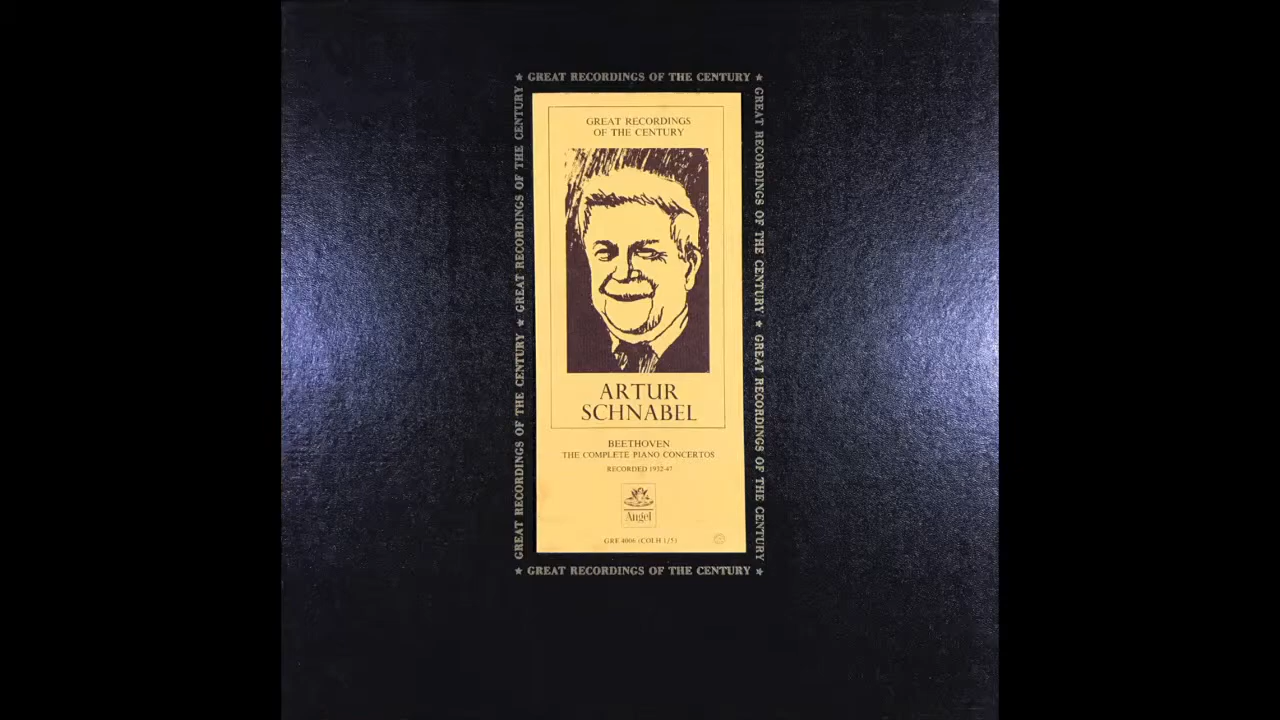 ★ GREAT RECORDINGS OF THE CENTURY ★
GREAT RECORDINGS OF THE CENTURY ★ GREAT RECORDINGS OF THE CENTURY
GREAT RECORDINGS OF THE CENTURY ★ GREAT RECORDINGS OF THE CENTURY
GREAT RECORDINGS
OF THE CENTURY
ARTUR
SCHNABEL
BEETHOVEN
THE COMPLETE PIANO CONCERTOS
RECORDED 1932-47
Angel
GRF 4006 (COLH 1/5)
★ GREAT RECORDINGS OF THE CENTURY ★